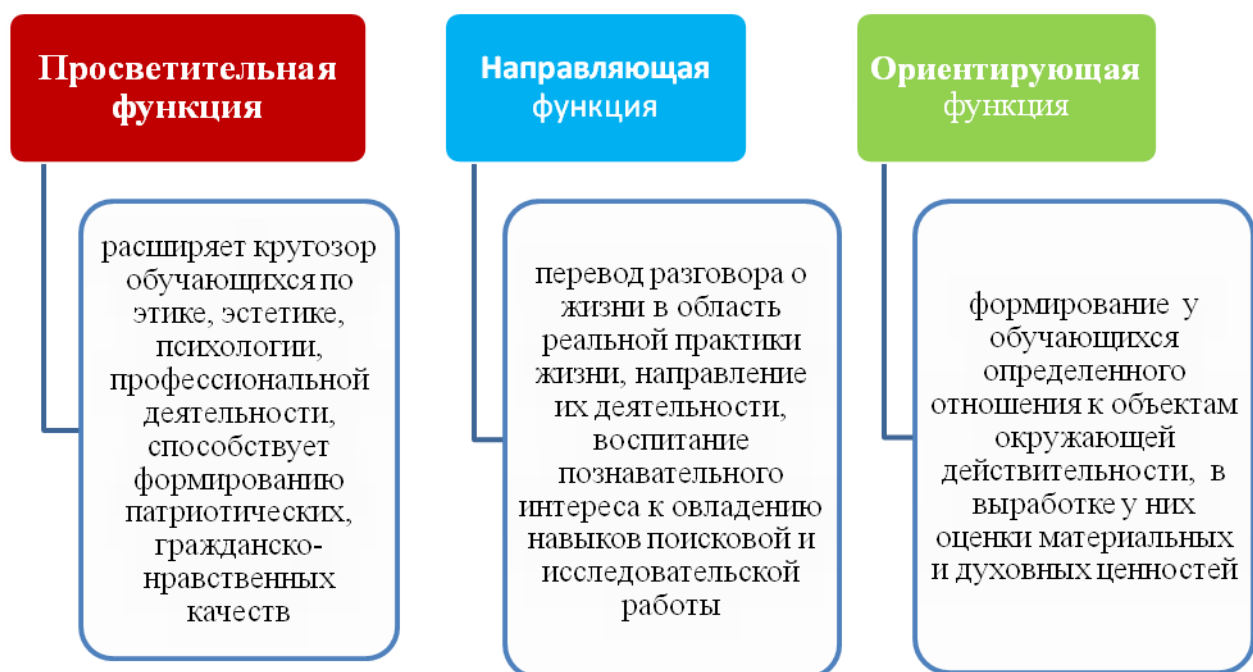 Просветительная
функция
расширяет кругозор
обучающихся по
этике, эстетике,
психологии,
профессиональной
деятельности,
способствует
формированию
патриотических,
гражданско-
нравственных
качеств
Направляющая
функция
перевод разговора о
жизни в область
реальной практики
жизни, направление
их деятельности,
воспитание
познавательного
интереса к овладению
навыков поисковой и
исследовательской
работы
Ориентирующая
функция
формирование у
обучающихся
определенного
отношения к объектам
окружающей
действительности, в
выработке у них
оценки материальных
и духовных ценностей